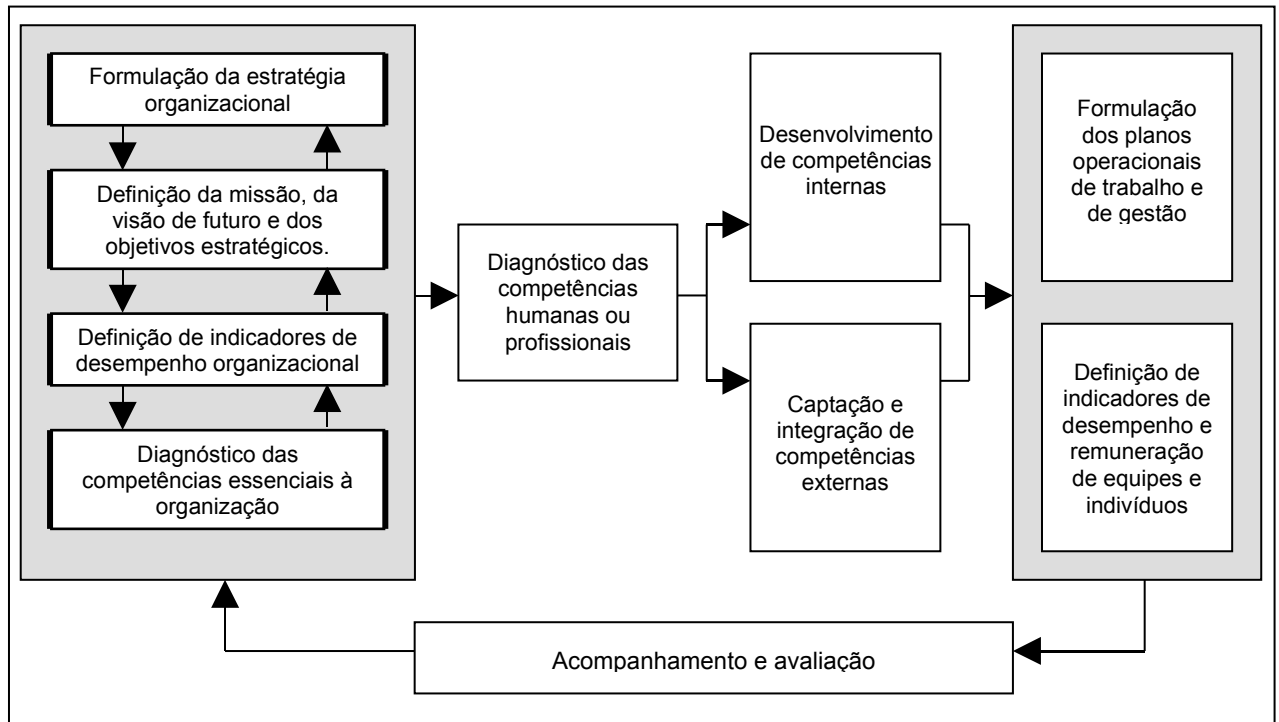 Formulação da estratégia
organizacional
Definição da missão, da
visão de futuro e dos
objetivos estratégicos.
Definição de indicadores de
desempenho organizacional
Diagnóstico das
competências essenciais à
organização
Diagnóstico das
competências
humanas ou
profissionais
Desenvolvimento
de competências
internas
Captação e
integração de
competências
externas
Formulação
dos planos
operacionais
de trabalho e
de gestão
Definição de
indicadores de
desempenho e
remuneração
de equipes e
indivíduos
Acompanhamento e avaliação